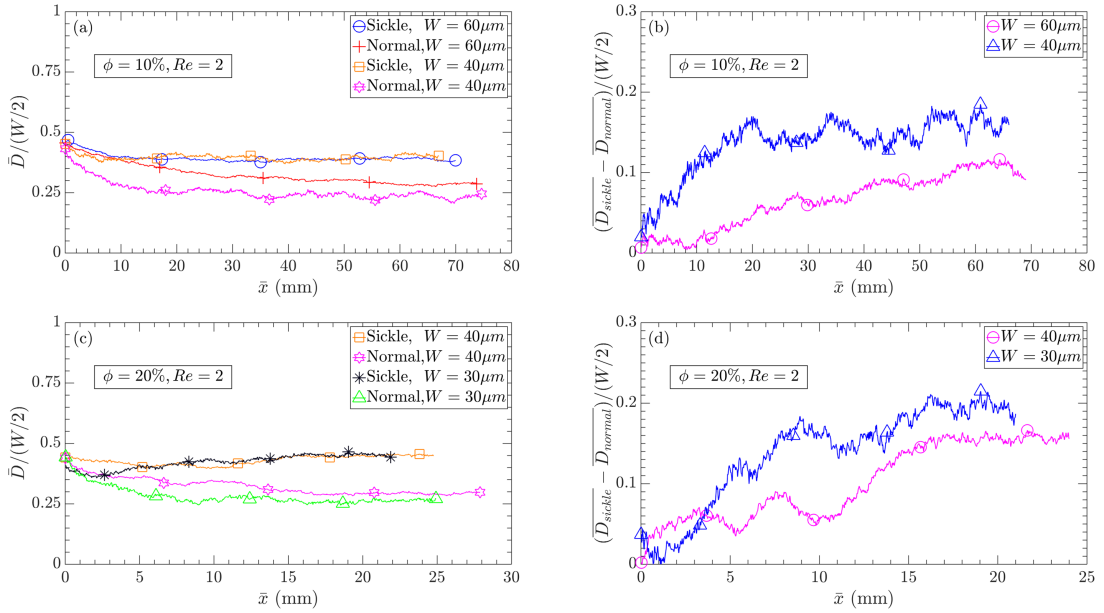 (a)
Sickle, W = 60μm
Normal, W = 60μm
Sickle, W = 40μm
Normal, W = 40μm
ϕ = 10%, Re = 2
1
0.75
0.5
0.25
0
D̄/(W/2)
0 10 20 30 40 50 60 70 80
x̄ (mm)
(b)
W = 60μm
W = 40μm
ϕ = 10%, Re = 2
0.3
0.2
0.1
0
(D̅s̅i̅c̅k̅l̅e̅ − D̅n̅o̅r̅m̅a̅l̅)/(W/2)
0 10 20 30 40 50 60 70 80
x̄ (mm)
(c)
Sickle, W = 40μm
Normal, W = 40μm
Sickle, W = 30μm
Normal, W = 30μm
ϕ = 20%, Re = 2
1
0.75
0.5
0.25
0
D̄/(W/2)
0 5 10 15 20 25 30
x̄ (mm)
(d)
W = 40μm
W = 30μm
ϕ = 20%, Re = 2
0.3
0.2
0.1
0
(D̅s̅i̅c̅k̅l̅e̅ − D̅n̅o̅r̅m̅a̅l̅)/(W/2)
0 5 10 15 20 25
x̄ (mm)